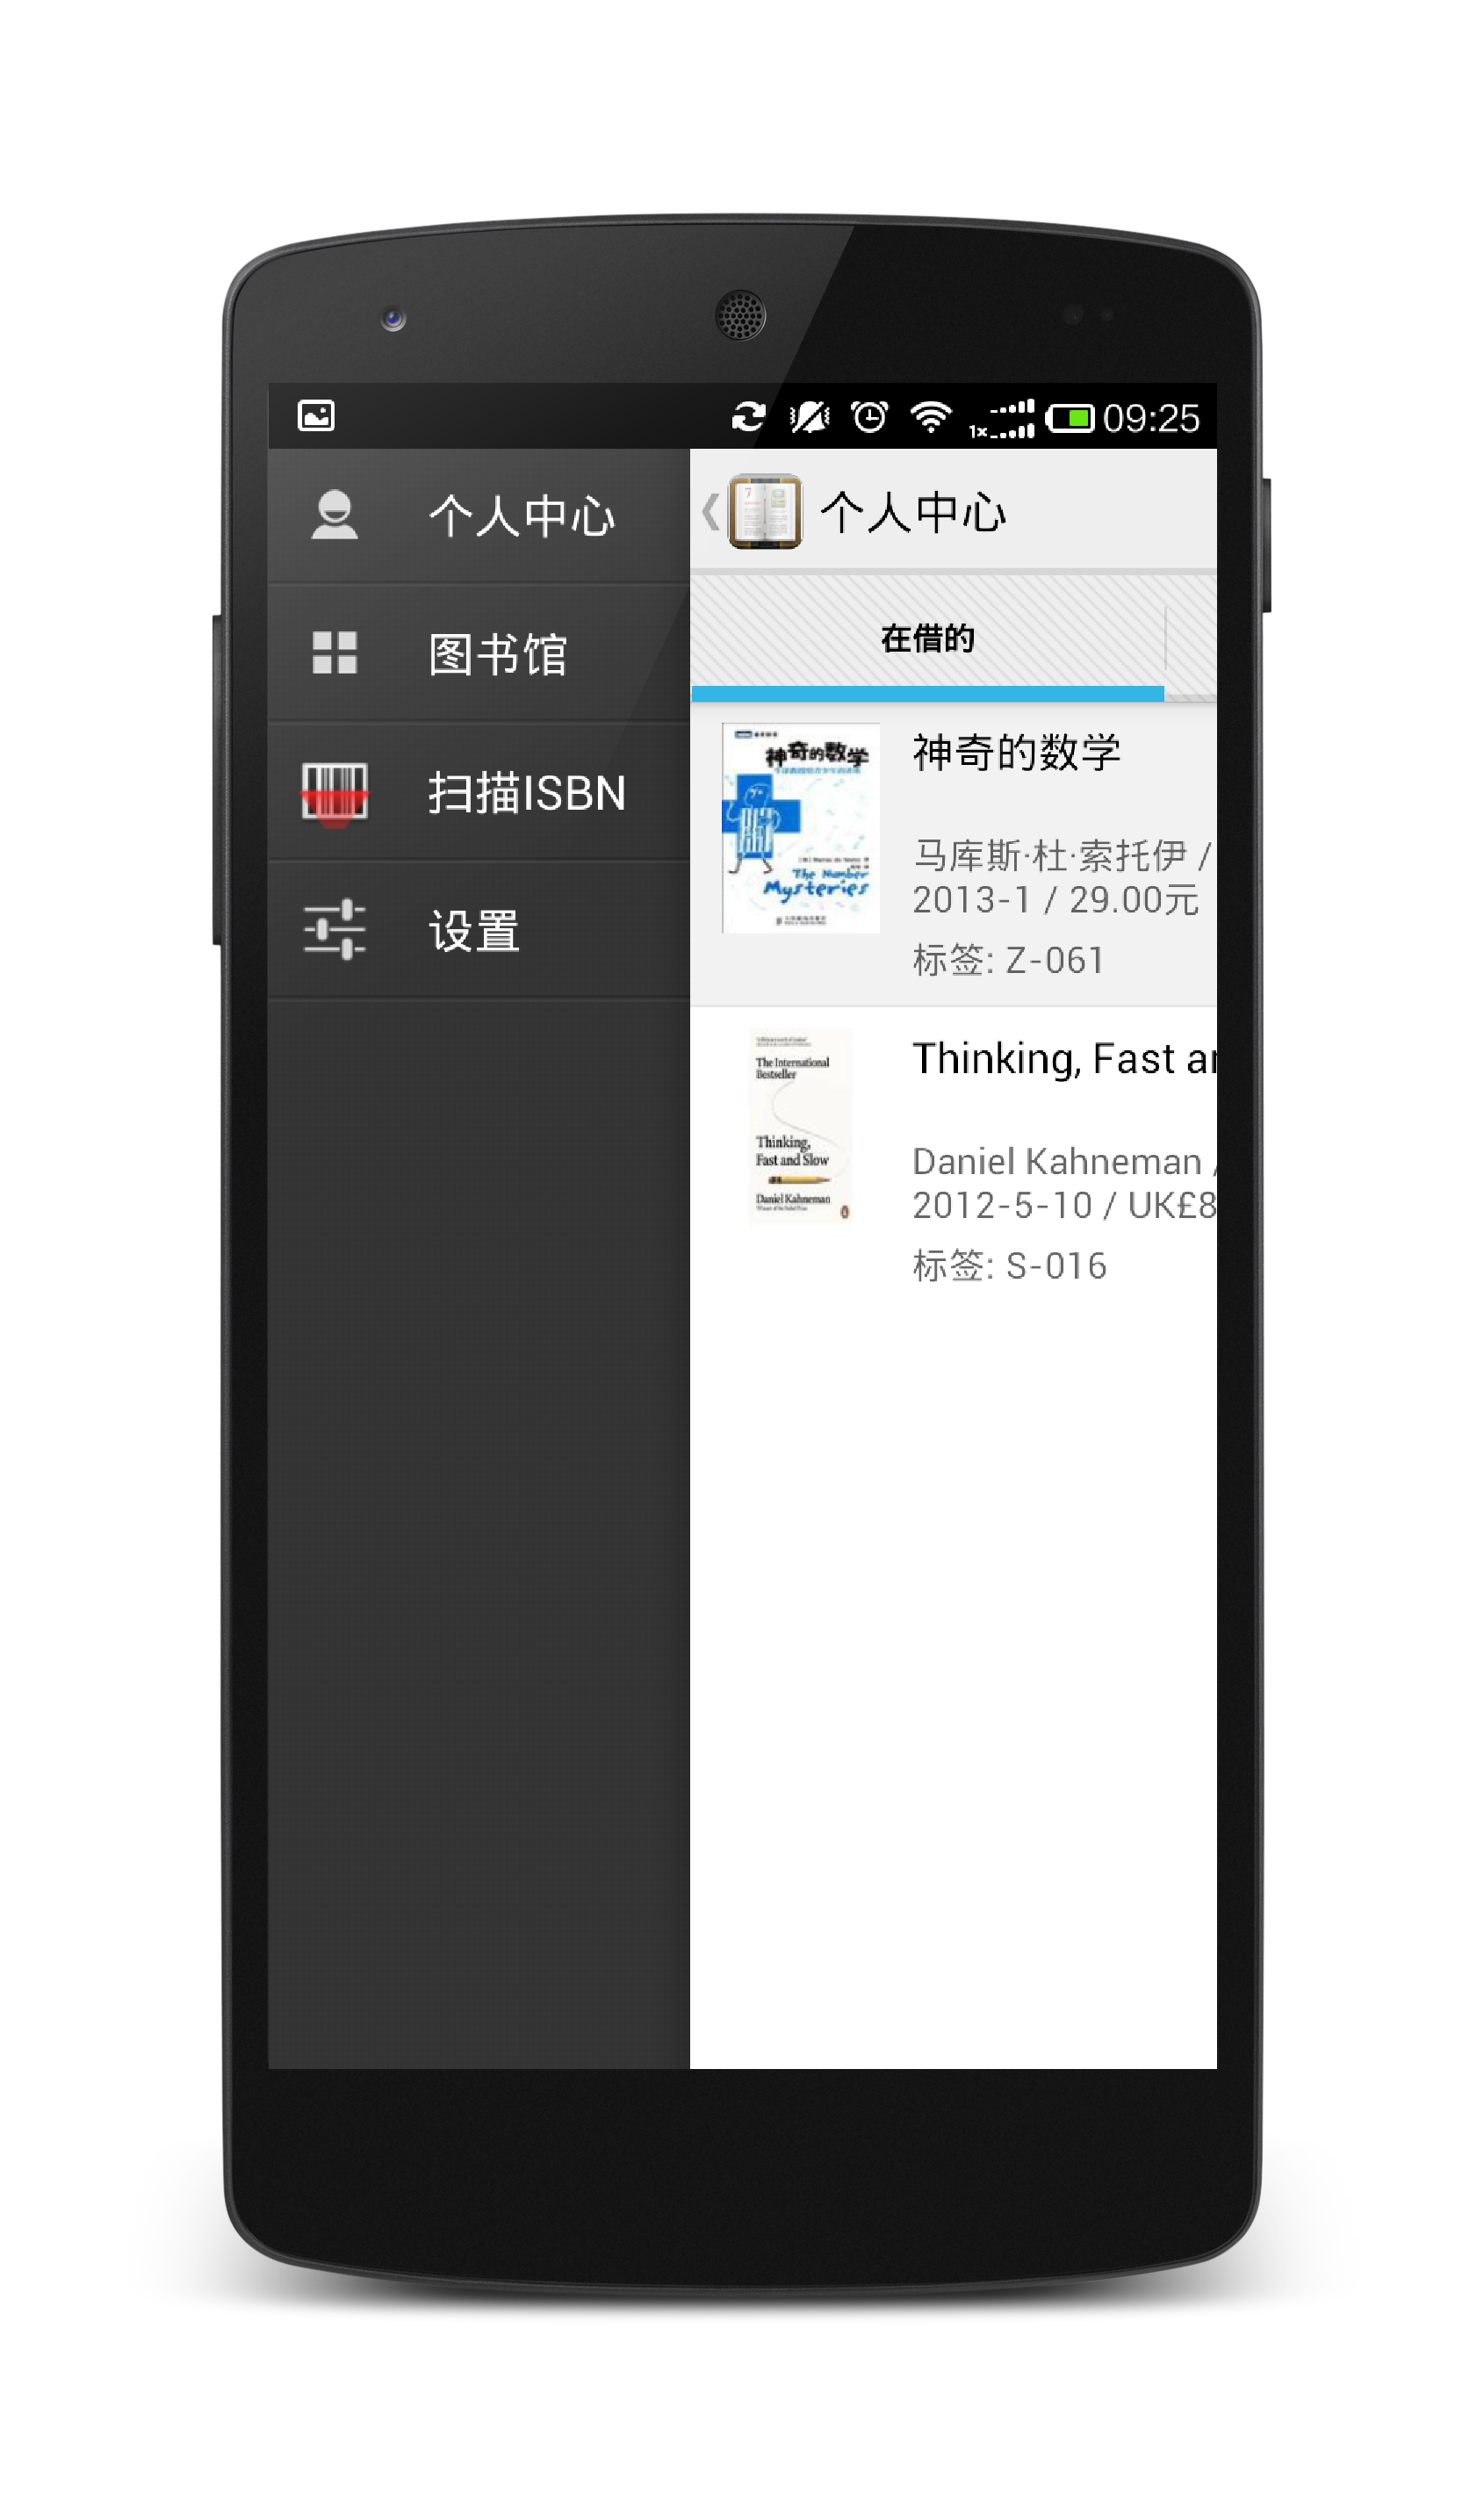 09:25
个人中心
图书馆
扫描ISBN
设置
个人中心
在借的
神奇的数学
The Number
Mysteries
神奇的数学
马库斯·杜·索托伊 /
2013-1 / 29.00元
标签: Z-061
The International
Bestseller
Thinking,
Fast and Slow
Daniel Kahneman
Thinking, Fast ar
Daniel Kahneman /
2012-5-10 / UK£8
标签: S-016